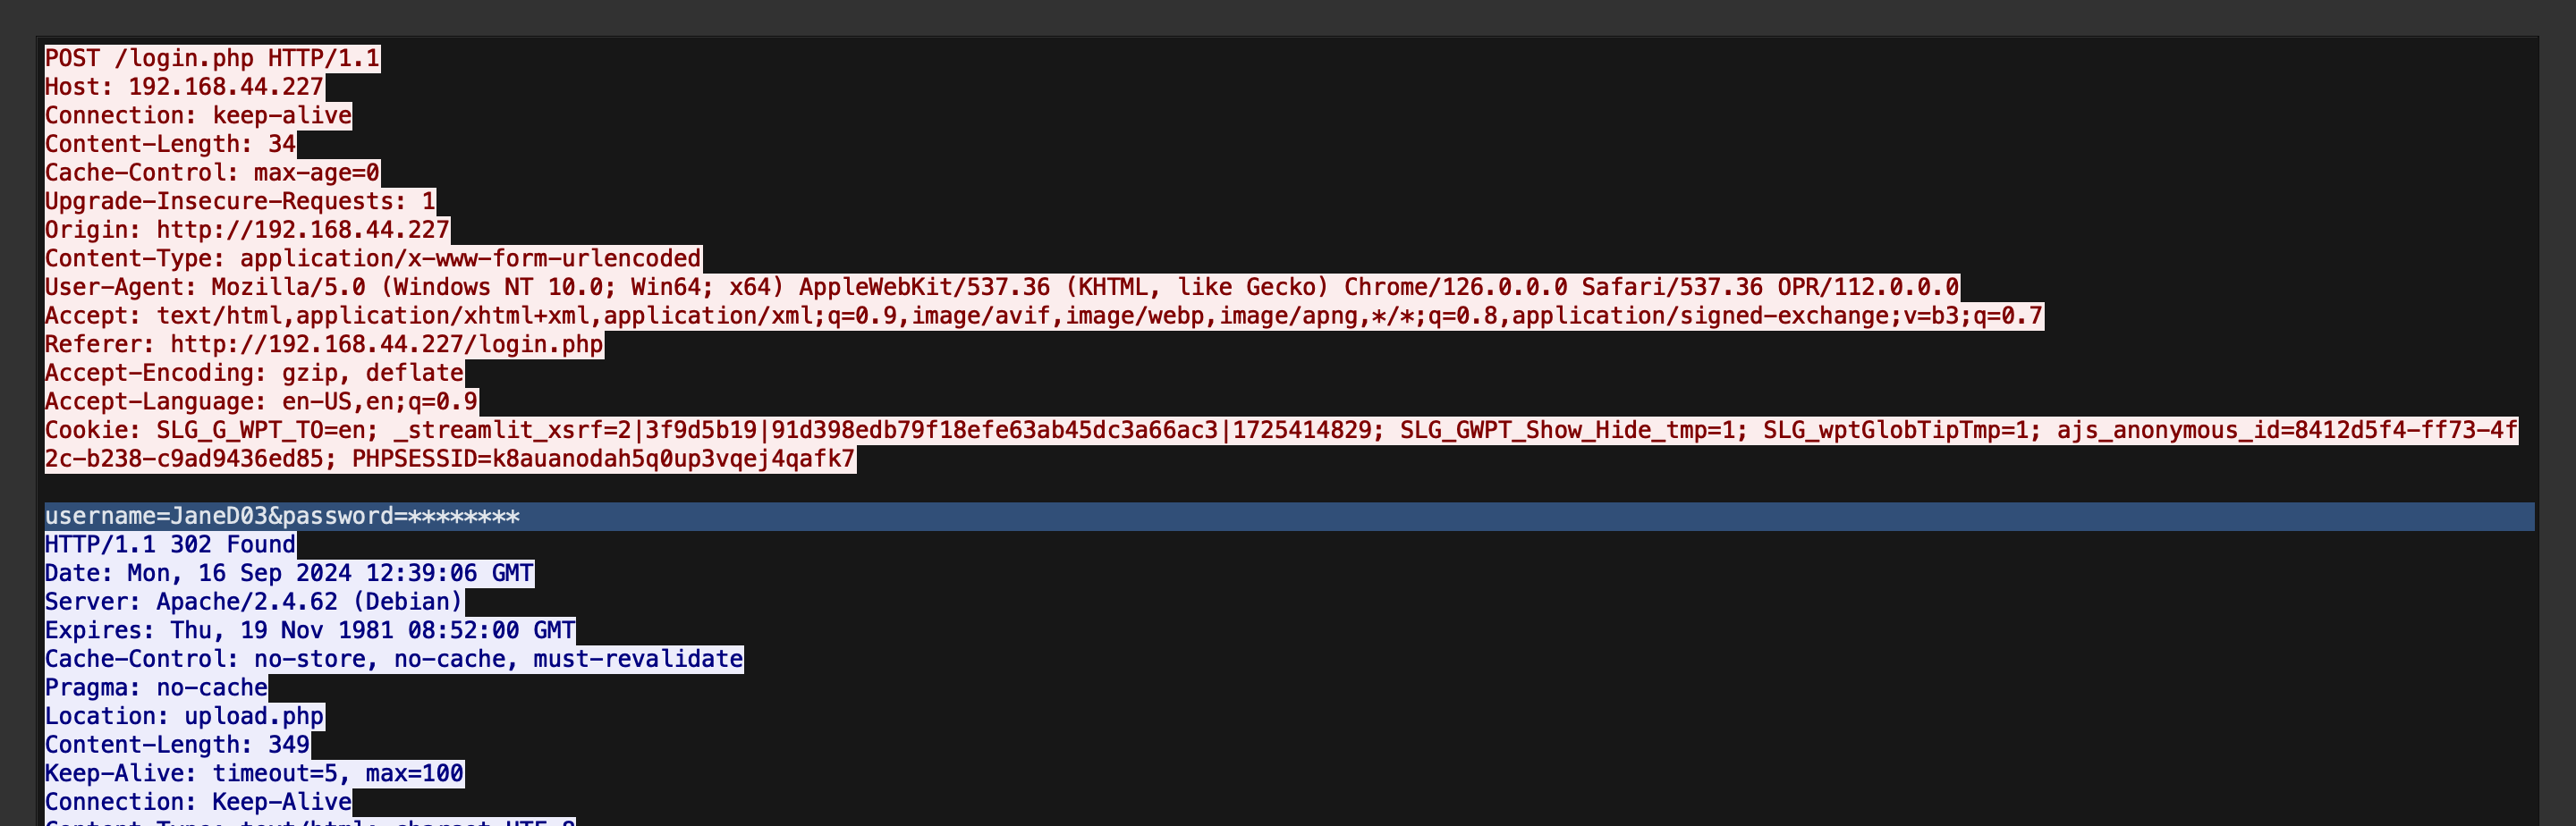 POST /login.php HTTP/1.1
Host: 192.168.44.227
Connection: keep-alive
Content-Length: 34
Cache-Control: max-age=0
Upgrade-Insecure-Requests: 1
Origin: http://192.168.44.227
Content-Type: application/x-www-form-urlencoded
User-Agent: Mozilla/5.0 (Windows NT 10.0; Win64; x64) AppleWebKit/537.36 (KHTML, like Gecko) Chrome/126.0.0.0 Safari/537.36 OPR/112.0.0.0
Accept: text/html,application/xhtml+xml,application/xml;q=0.9,image/avif,image/webp,image/apng,*/*;q=0.8,application/signed-exchange;v=b3;q=0.7
Referer: http://192.168.44.227/login.php
Accept-Encoding: gzip, deflate
Accept-Language: en-US,en;q=0.9
Cookie: SLG_G_WPT_TO=en; _streamlit_xsrf=2|3f9d5b19|91d398edb79f18efe63ab45dc3a66ac3|1725414829; SLG_GWPT_Show_Hide_tmp=1; SLG_wptGlobTipTmp=1; ajs_anonymous_id=8412d5f4-ff73-4f
2c-b238-c9ad9436ed85; PHPSESSID=k8auanodah5q0up3vqej4qafk7
username=JaneD03&password=********
HTTP/1.1 302 Found
Date: Mon, 16 Sep 2024 12:39:06 GMT
Server: Apache/2.4.62 (Debian)
Expires: Thu, 19 Nov 1981 08:52:00 GMT
Cache-Control: no-store, no-cache, must-revalidate
Pragma: no-cache
Location: upload.php
Content-Length: 349
Keep-Alive: timeout=5, max=100
Connection: Keep-Alive
Content-Type: text/html; charset=UTF-8